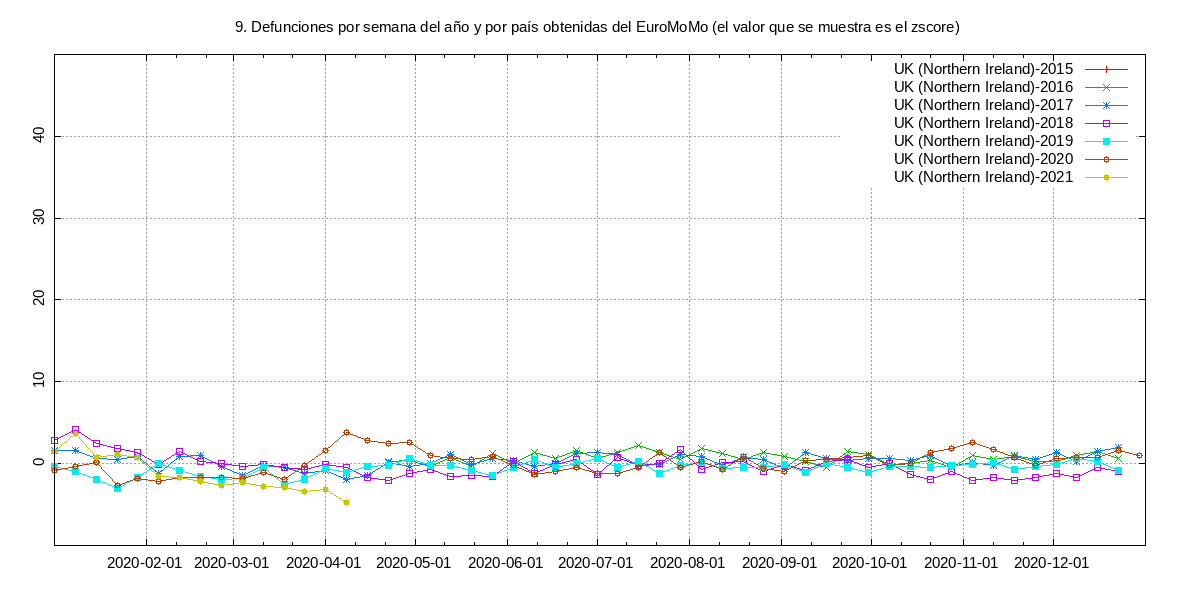 9. Defunciones por semana del año y por país obtenidas del EuroMoMo (el valor que se muestra es el zscore)
UK (Northern Ireland)-2015
UK (Northern Ireland)-2016
UK (Northern Ireland)-2017
UK (Northern Ireland)-2018
UK (Northern Ireland)-2019
UK (Northern Ireland)-2020
UK (Northern Ireland)-2021
40
30
20
10
0
2020-02-01 2020-03-01 2020-04-01 2020-05-01 2020-06-01 2020-07-01 2020-08-01 2020-09-01 2020-10-01 2020-11-01 2020-12-01